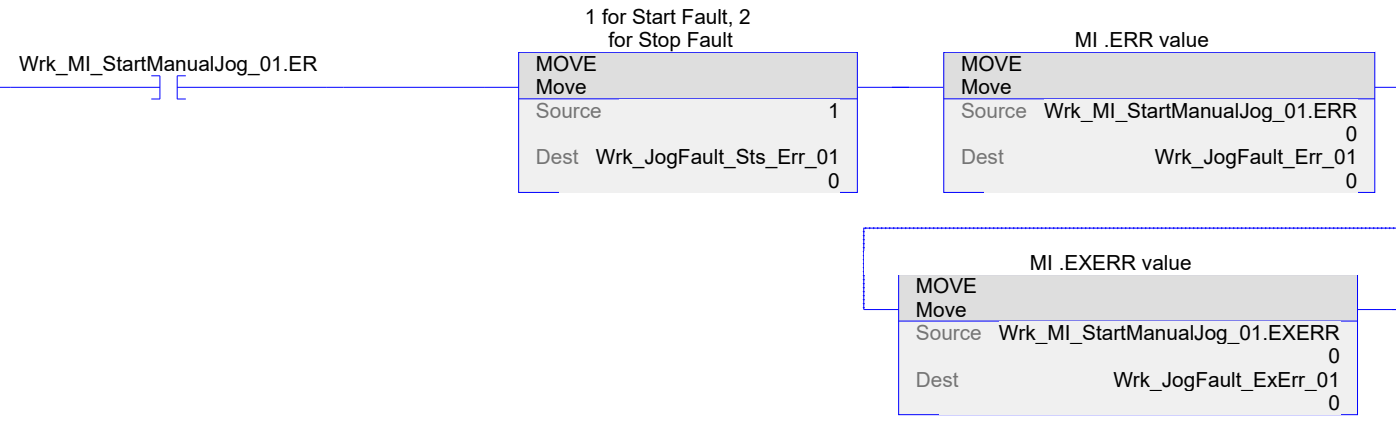 1 for Start Fault, 2
for Stop Fault
MI .ERR value
Wrk_MI_StartManualJog_01.ER
MOVE
Move
Source 1
Dest Wrk_JogFault_Sts_Err_01
0
MOVE
Move
Source Wrk_MI_StartManualJog_01.ERR
0
Dest Wrk_JogFault_Err_01
0
MI .EXERR value
MOVE
Move
Source Wrk_MI_StartManualJog_01.EXERR
0
Dest Wrk_JogFault_ExErr_01
0